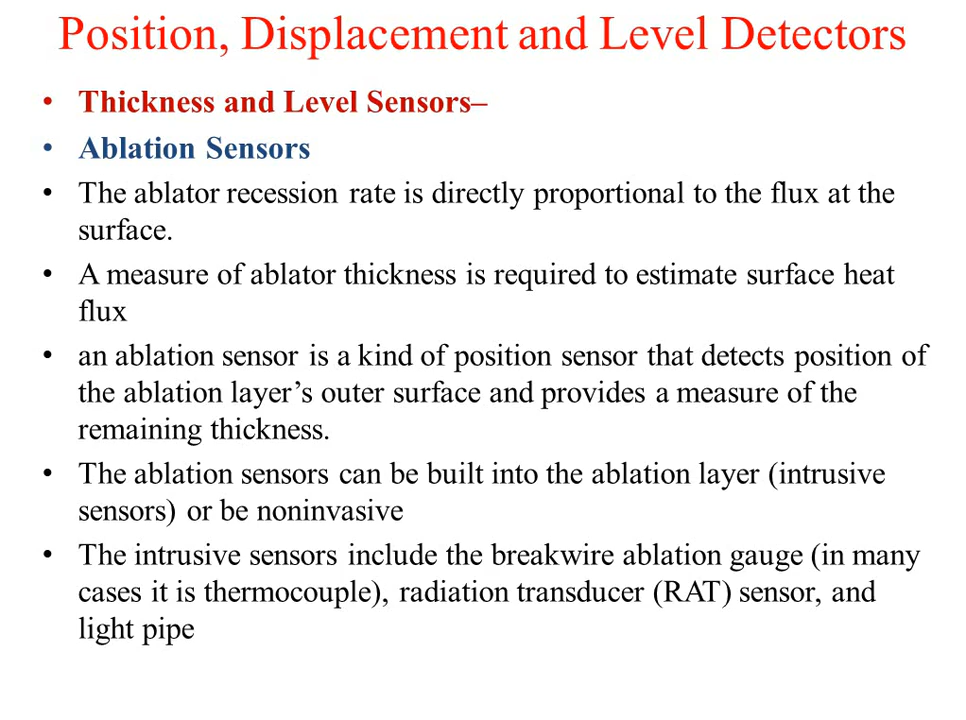 Position, Displacement and Level Detectors
• Thickness and Level Sensors–
• Ablation Sensors
• The ablator recession rate is directly proportional to the flux at the
surface.
• A measure of ablator thickness is required to estimate surface heat
flux
• an ablation sensor is a kind of position sensor that detects position of
the ablation layer’s outer surface and provides a measure of the
remaining thickness.
• The ablation sensors can be built into the ablation layer (intrusive
sensors) or be noninvasive
• The intrusive sensors include the breakwire ablation gauge (in many
cases it is thermocouple), radiation transducer (RAT) sensor, and
light pipe